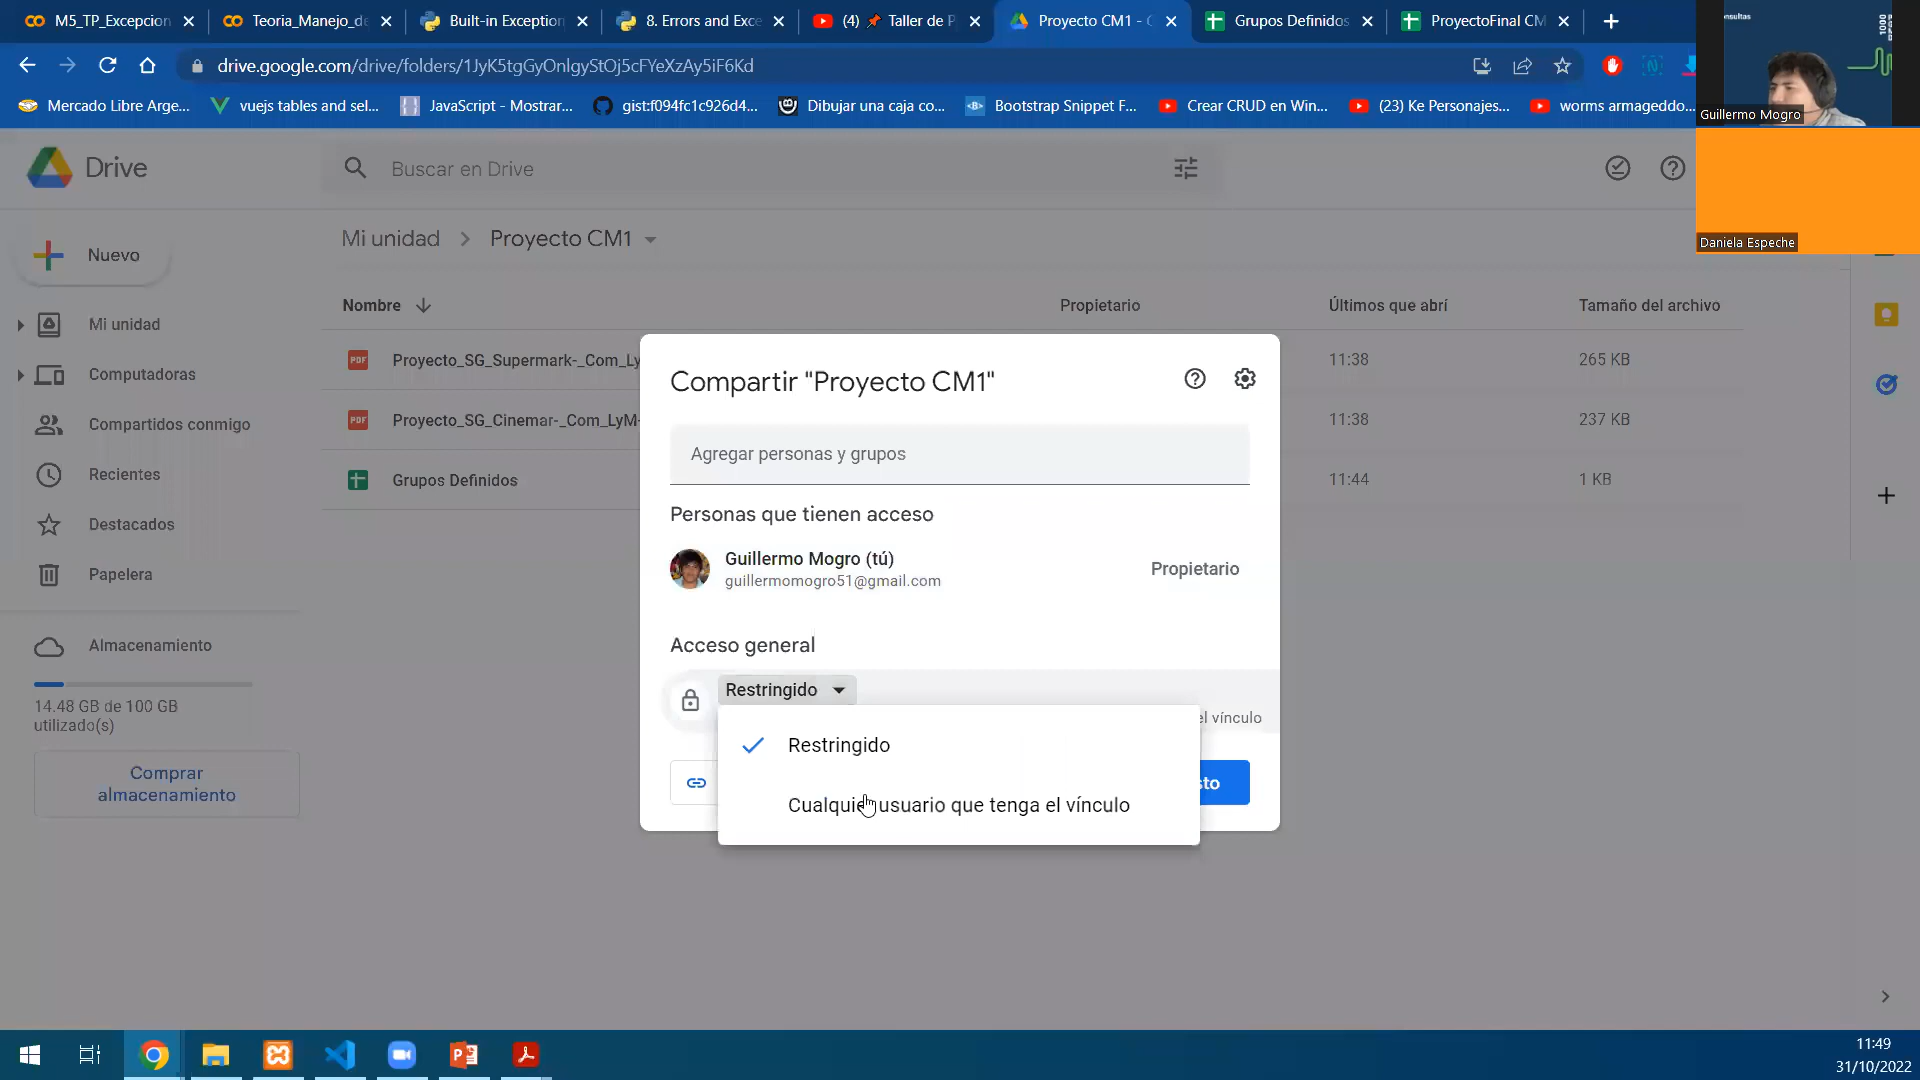 M5_TP_Excepcion
Teoria_Manejo_de
Built-in Exception
8. Errors and Exce
(4) 📌 Taller de P
Proyecto CM1 -
Grupos Definidos
ProyectoFinal CM
nsultas
drive.google.com/drive/folders/1JyK5tgGyOnIgyStOj5cFYeXzAy5iF6Kd
Mercado Libre Arge...
vuejs tables and sel...
JavaScript - Mostrar...
gist:f094fc1c926d4...
Dibujar una caja co...
Bootstrap Snippet F...
Crear CRUD en Win...
(23) Ke Personajes...
worms armageddo...
Guillermo Mogro
Daniela Espeche
Drive
Buscar en Drive
Nuevo
Mi unidad
Computadoras
Compartidos conmigo
Recientes
Destacados
Papelera
Almacenamiento
14.48 GB de 100 GB
utilizado(s)
Comprar
almacenamiento
Mi unidad > Proyecto CM1
Nombre
Propietario
Últimos que abrí
Tamaño del archivo
Proyecto_SG_Supermark-_Com_Ly
11:38
265 KB
Proyecto_SG_Cinemar-_Com_LyM-
11:38
237 KB
Grupos Definidos
11:44
1 KB
Compartir "Proyecto CM1"
Agregar personas y grupos
Personas que tienen acceso
Guillermo Mogro (tú)
guillermomogro51@gmail.com
Propietario
Acceso general
Restringido
el vínculo
Restringido
Cualquier usuario que tenga el vínculo
sto
11:49
31/10/2022